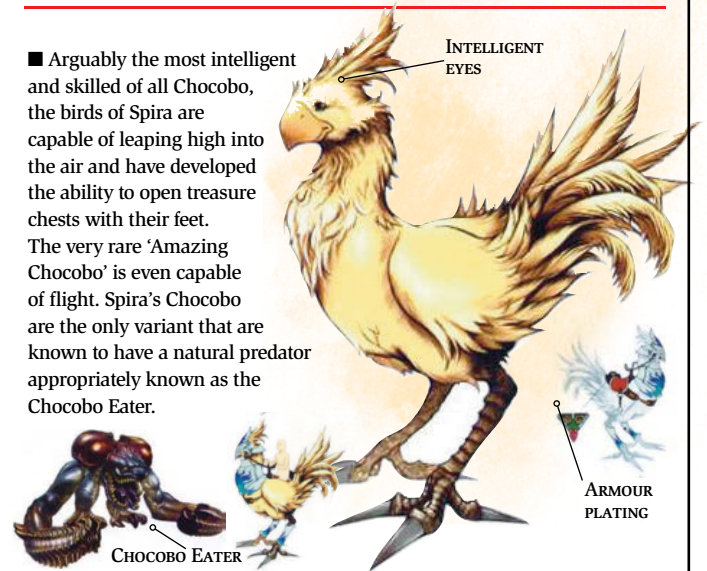 ■ Arguably the most intelligent
and skilled of all Chocobo,
the birds of Spira are
capable of leaping high into
the air and have developed
the ability to open treasure
chests with their feet.
The very rare ‘Amazing
Chocobo’ is even capable
of flight. Spira’s Chocobo
are the only variant that are
known to have a natural predator
appropriately known as the
Chocobo Eater.
INTELLIGENT
EYES
ARMOUR
PLATING
CHOCOBO EATER